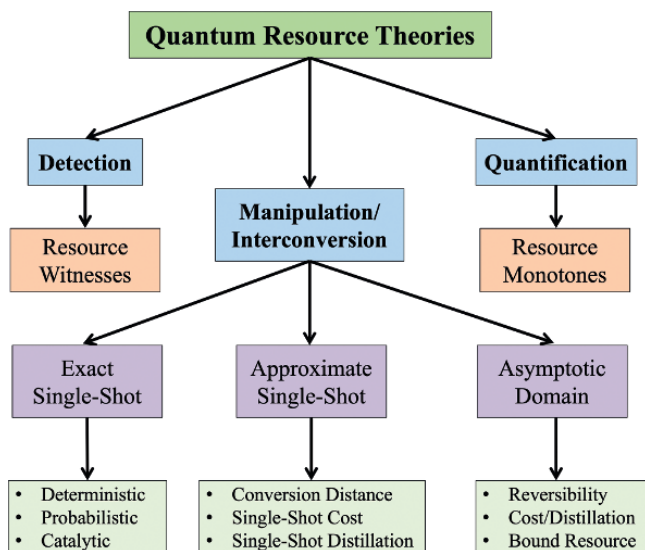 Quantum Resource Theories
Detection
Quantification
Manipulation/
Interconversion
Resource
Witnesses
Resource
Monotones
Exact
Single-Shot
Approximate
Single-Shot
Asymptotic
Domain
• Deterministic
• Probabilistic
• Catalytic
• Conversion Distance
• Single-Shot Cost
• Single-Shot Distillation
• Reversibility
• Cost/Distillation
• Bound Resource